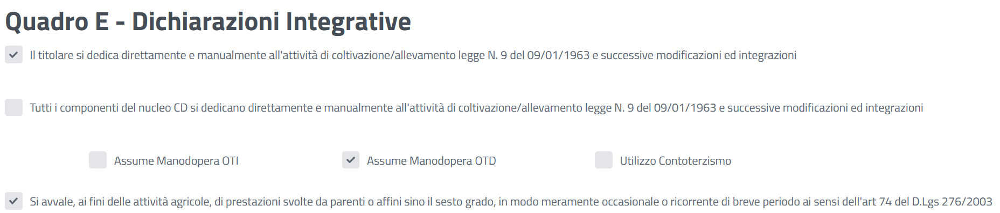 Quadro E - Dichiarazioni Integrative
Il titolare si dedica direttamente e manualmente all'attività di coltivazione/allevamento legge N. 9 del 09/01/1963 e successive modificazioni ed integrazioni
Tutti i componenti del nucleo CD si dedicano direttamente e manualmente all'attività di coltivazione/allevamento legge N. 9 del 09/01/1963 e successive modificazioni ed integrazioni
Assume Manodopera OTI Assume Manodopera OTD Utilizzo Contoterzismo
Si avvale, ai fini delle attività agricole, di prestazioni svolte da parenti o affini sino il sesto grado, in modo meramente occasionale o ricorrente di breve periodo ai sensi dell'art 74 del D.Lgs 276/2003